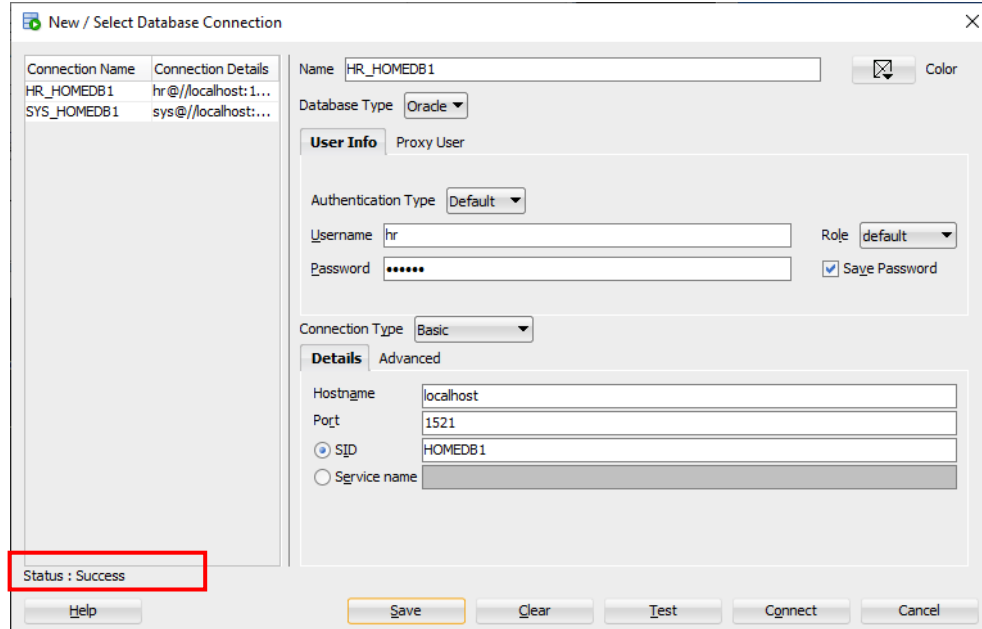 New / Select Database Connection
Connection Name Connection Details
HR_HOMEDB1 hr@//localhost:1...
SYS_HOMEDB1 sys@//localhost:...
Name HR_HOMEDB1 Color
Database Type Oracle
User Info Proxy User
Authentication Type Default
Username hr Role default
Password •••••• Save Password
Connection Type Basic
Details Advanced
Hostname localhost
Port 1521
SID HOMEDB1
Service name
Status : Success
Help Save Clear Test Connect Cancel